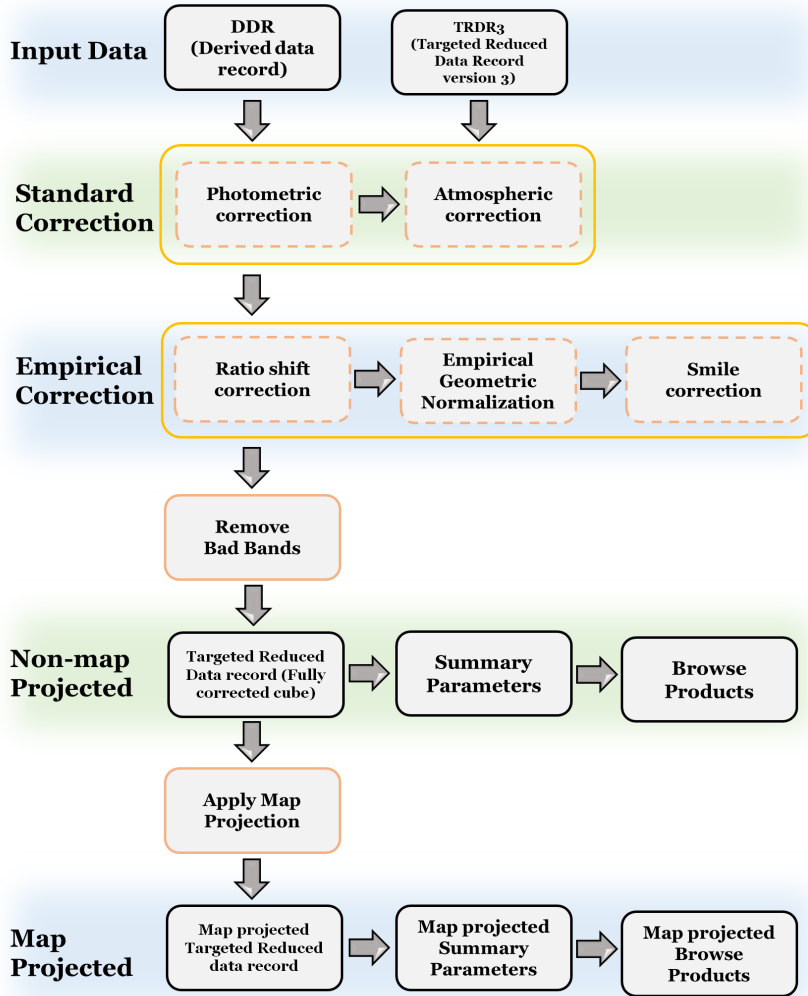 Input Data
DDR
(Derived data
record)
TRDR3
(Targeted Reduced
Data Record
version 3)
Standard
Correction
Photometric
correction
Atmospheric
correction
Empirical
Correction
Ratio shift
correction
Empirical
Geometric
Normalization
Smile
correction
Remove
Bad Bands
Non-map
Projected
Targeted Reduced
Data record (Fully
corrected cube)
Summary
Parameters
Browse
Products
Apply Map
Projection
Map
Projected
Map projected
Targeted Reduced
data record
Map projected
Summary
Parameters
Map projected
Browse
Products